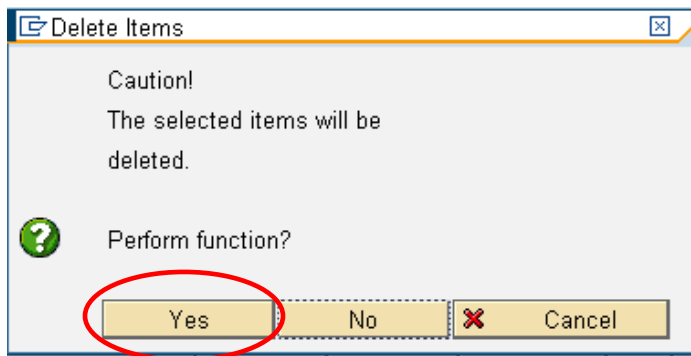 Delete Items
Caution!
The selected items will be
deleted.
Perform function?
Yes No Cancel